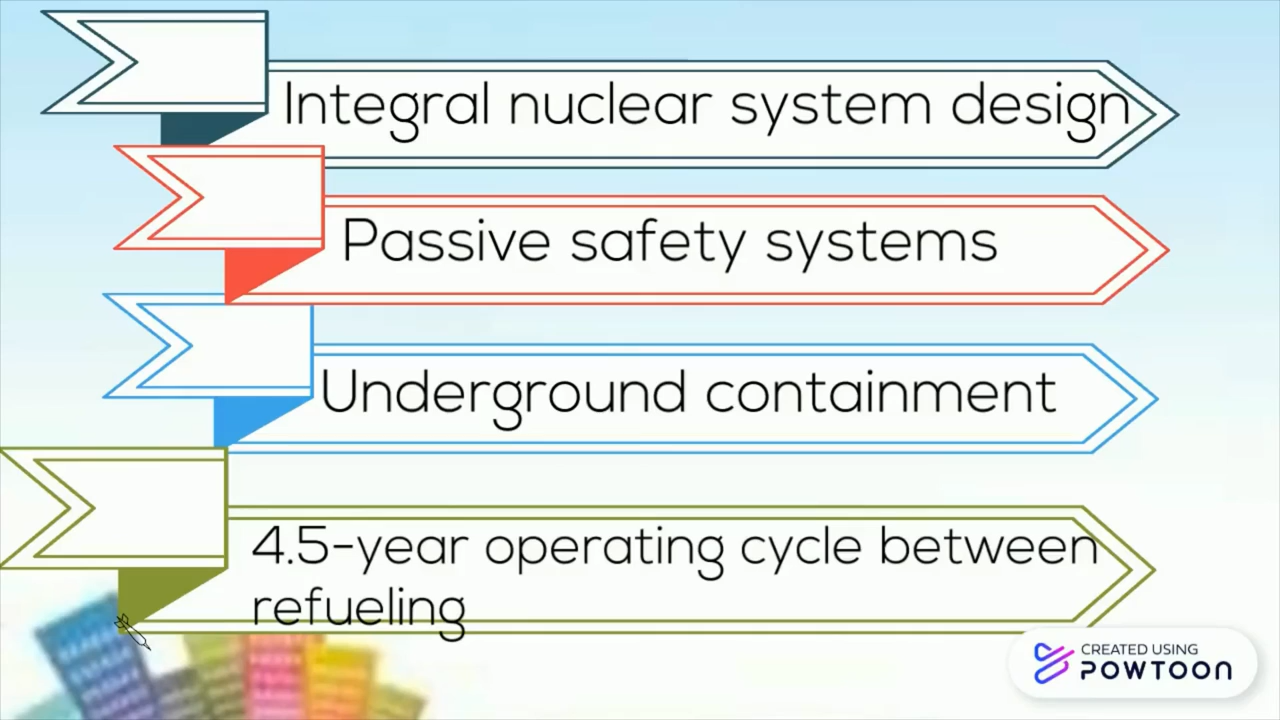 Integral nuclear system design
Passive safety systems
Underground containment
4.5-year operating cycle between
refueling
CREATED USING
POWTOON